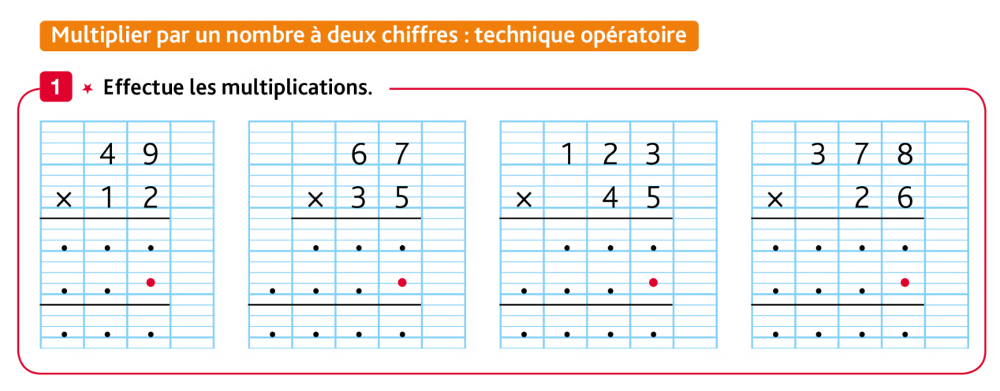 Multiplier par un nombre à deux chiffres : technique opératoire
1 ★ Effectue les multiplications.
4 9
× 1 2
. . .
. . •
. . .
6 7
× 3 5
. . .
. . . •
. . . .
1 2 3
× 4 5
. . .
. . . •
. . . .
3 7 8
× 2 6
. . . .
. . . •
. . . .